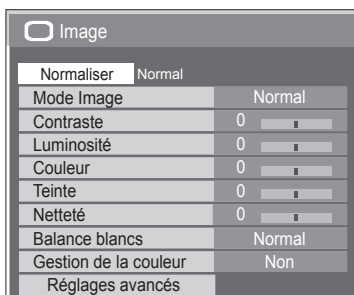 Image
Normaliser Normal
Mode Image Normal
Contraste 0
Luminosité 0
Couleur 0
Teinte 0
Netteté 0
Balance blancs Normal
Gestion de la couleur Non
Réglages avancés